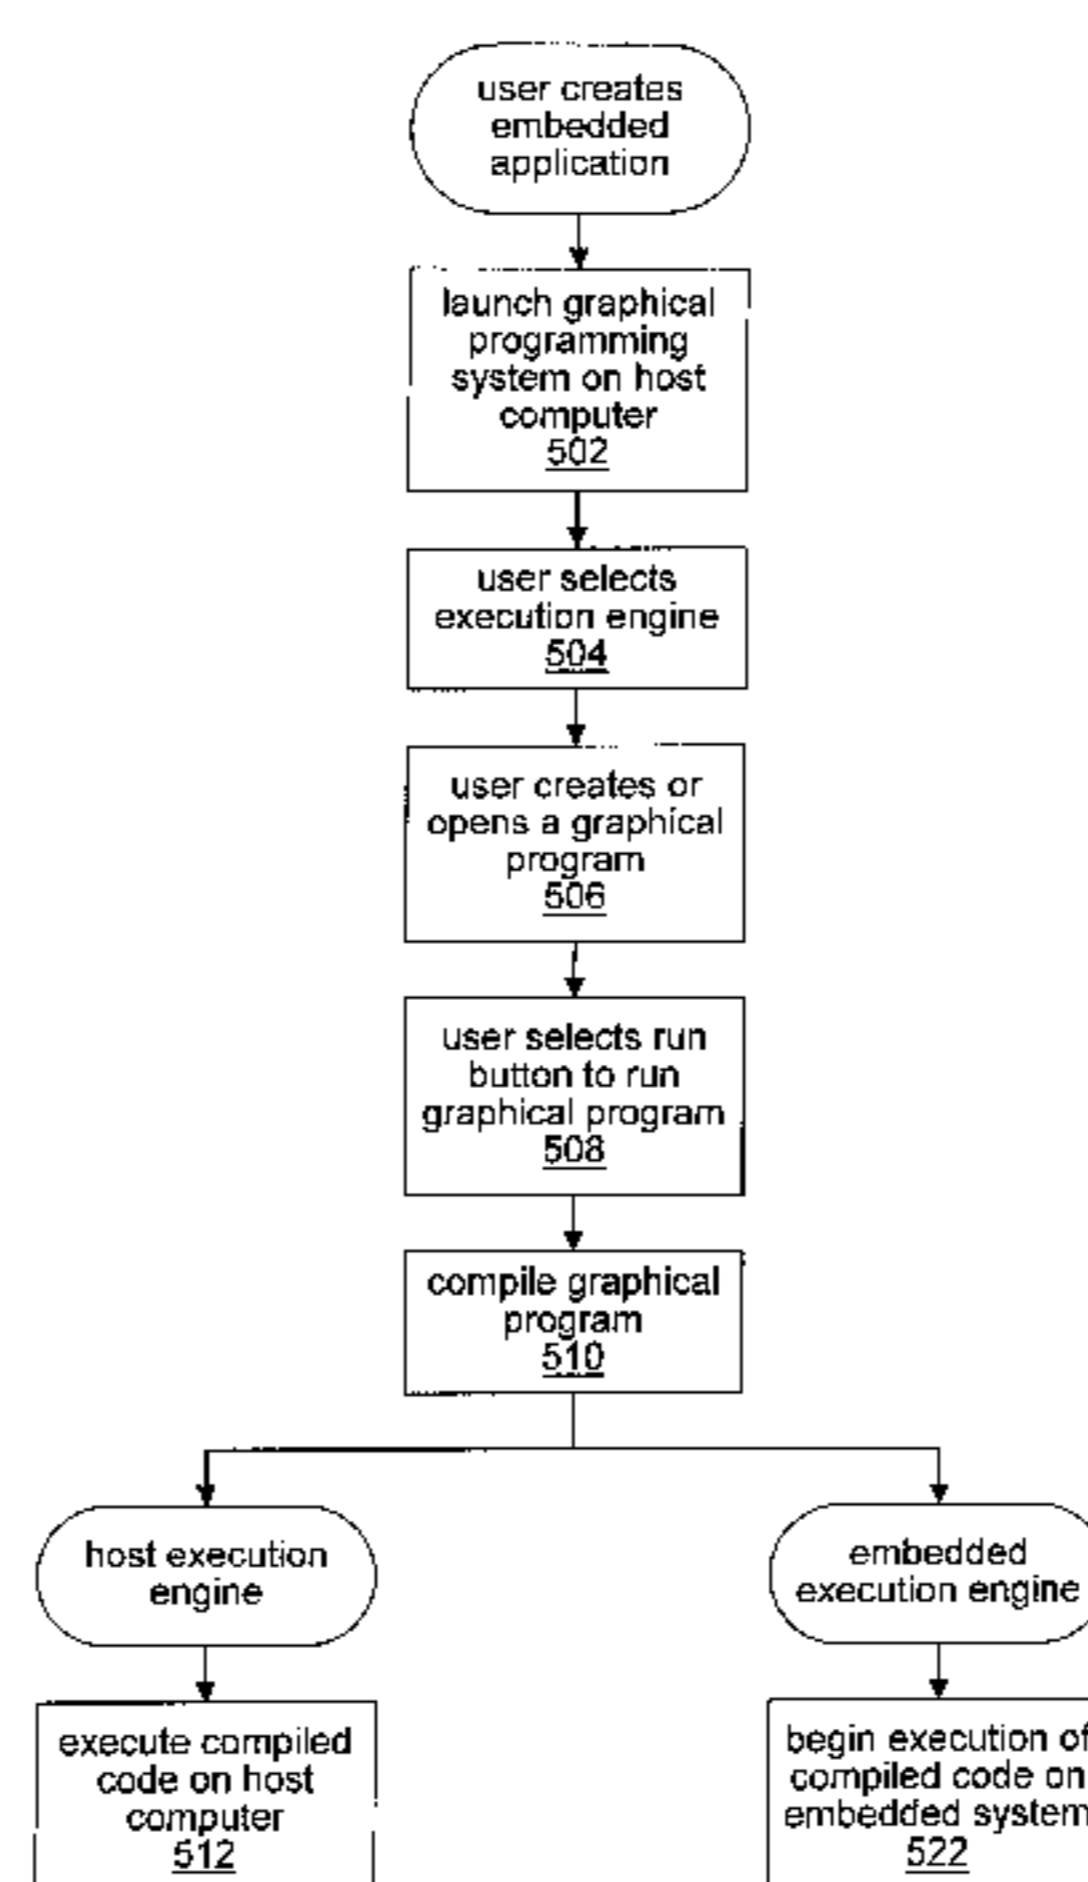 user creates
embedded
application
launch graphical
programming
system on host
computer
502
user selects
execution engine
504
user creates or
opens a graphical
program
506
user selects run
button to run
graphical program
508
compile graphical
program
510
host execution
engine
embedded
execution engine
execute compiled
code on host
computer
512
begin execution of
compiled code on
embedded system
522